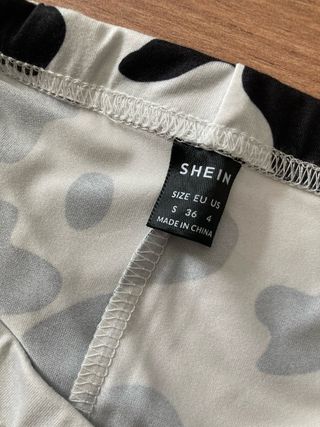 SHEIN
SIZE EU US
S 36 4
MADE IN CHINA